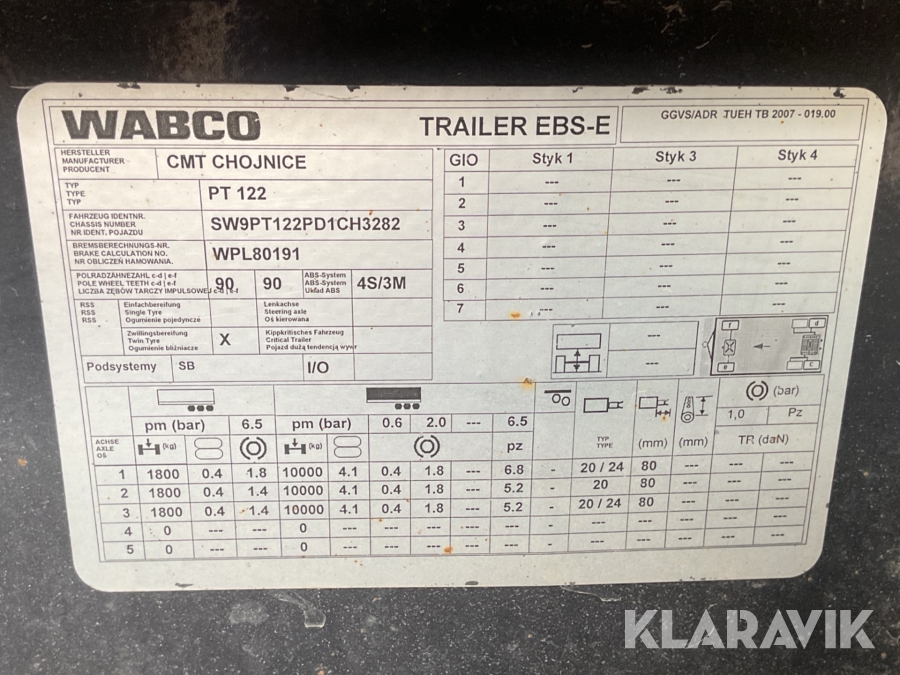 WABCO
TRAILER EBS-E
GGVS/ADR TUEH TB 2007 - 019.00
HERSTELLER
MANUFACTURER
PRODUCENT
CMT CHOJNICE
TYP
TYPE
TYP
PT 122
FAHRZEUG IDENTNR.
CHASSIS NUMBER
NR IDENT. POJAZDU
SW9PT122PD1CH3282
BREMSBERECHNUNGS-NR.
BRAKE CALCULATION NO.
NR OBLICZEŃ HAMOWANIA.
WPL80191
POLRADZÄHNEZAHL c-d | e-f
POLE WHEEL TEETH c-d | e-f
LICZBA ZĘBÓW TARCZY IMPULSOWEJ c-d | e-f
90 90
ABS-System
ABS-System
Układ ABS
4S/3M
RSS
RSS
RSS
Einfachbereifung
Single Tyre
Ogumienie pojedyncze
Lenkachse
Steering axle
Oś kierowana
Zwillingsbereifung
Twin Tyre
Ogumienie bliźniacze
X
Kippkritisches Fahrzeug
Critical Trailer
Pojazd dużą tendencją wywr
Podsystemy SB I/O
GIO Styk 1 Styk 3 Styk 4
1 --- --- ---
2 --- --- ---
3 --- --- ---
4 --- --- ---
5 --- --- ---
6 --- --- ---
7 --- --- ---
---
---
f d
e c
pm (bar) 6.5 pm (bar) 0.6 2.0 --- 6.5
(bar)
1,0 Pz
ACHSE
AXLE
OŚ
(kg) (kg) pz
TYP
TYPE
(mm) (mm) TR (daN)
1 1800 0.4 1.8 10000 4.1 0.4 1.8 --- 6.8 - 20 / 24 80 --- --- ---
2 1800 0.4 1.4 10000 4.1 0.4 1.8 --- 5.2 - 20 80 --- --- ---
3 1800 0.4 1.4 10000 4.1 0.4 1.8 --- 5.2 - 20 / 24 80 --- --- ---
4 0 --- --- 0 --- --- --- --- --- - --- --- --- --- ---
5 0 --- --- 0 --- --- --- --- --- - --- --- --- --- ---
KLARAVIK